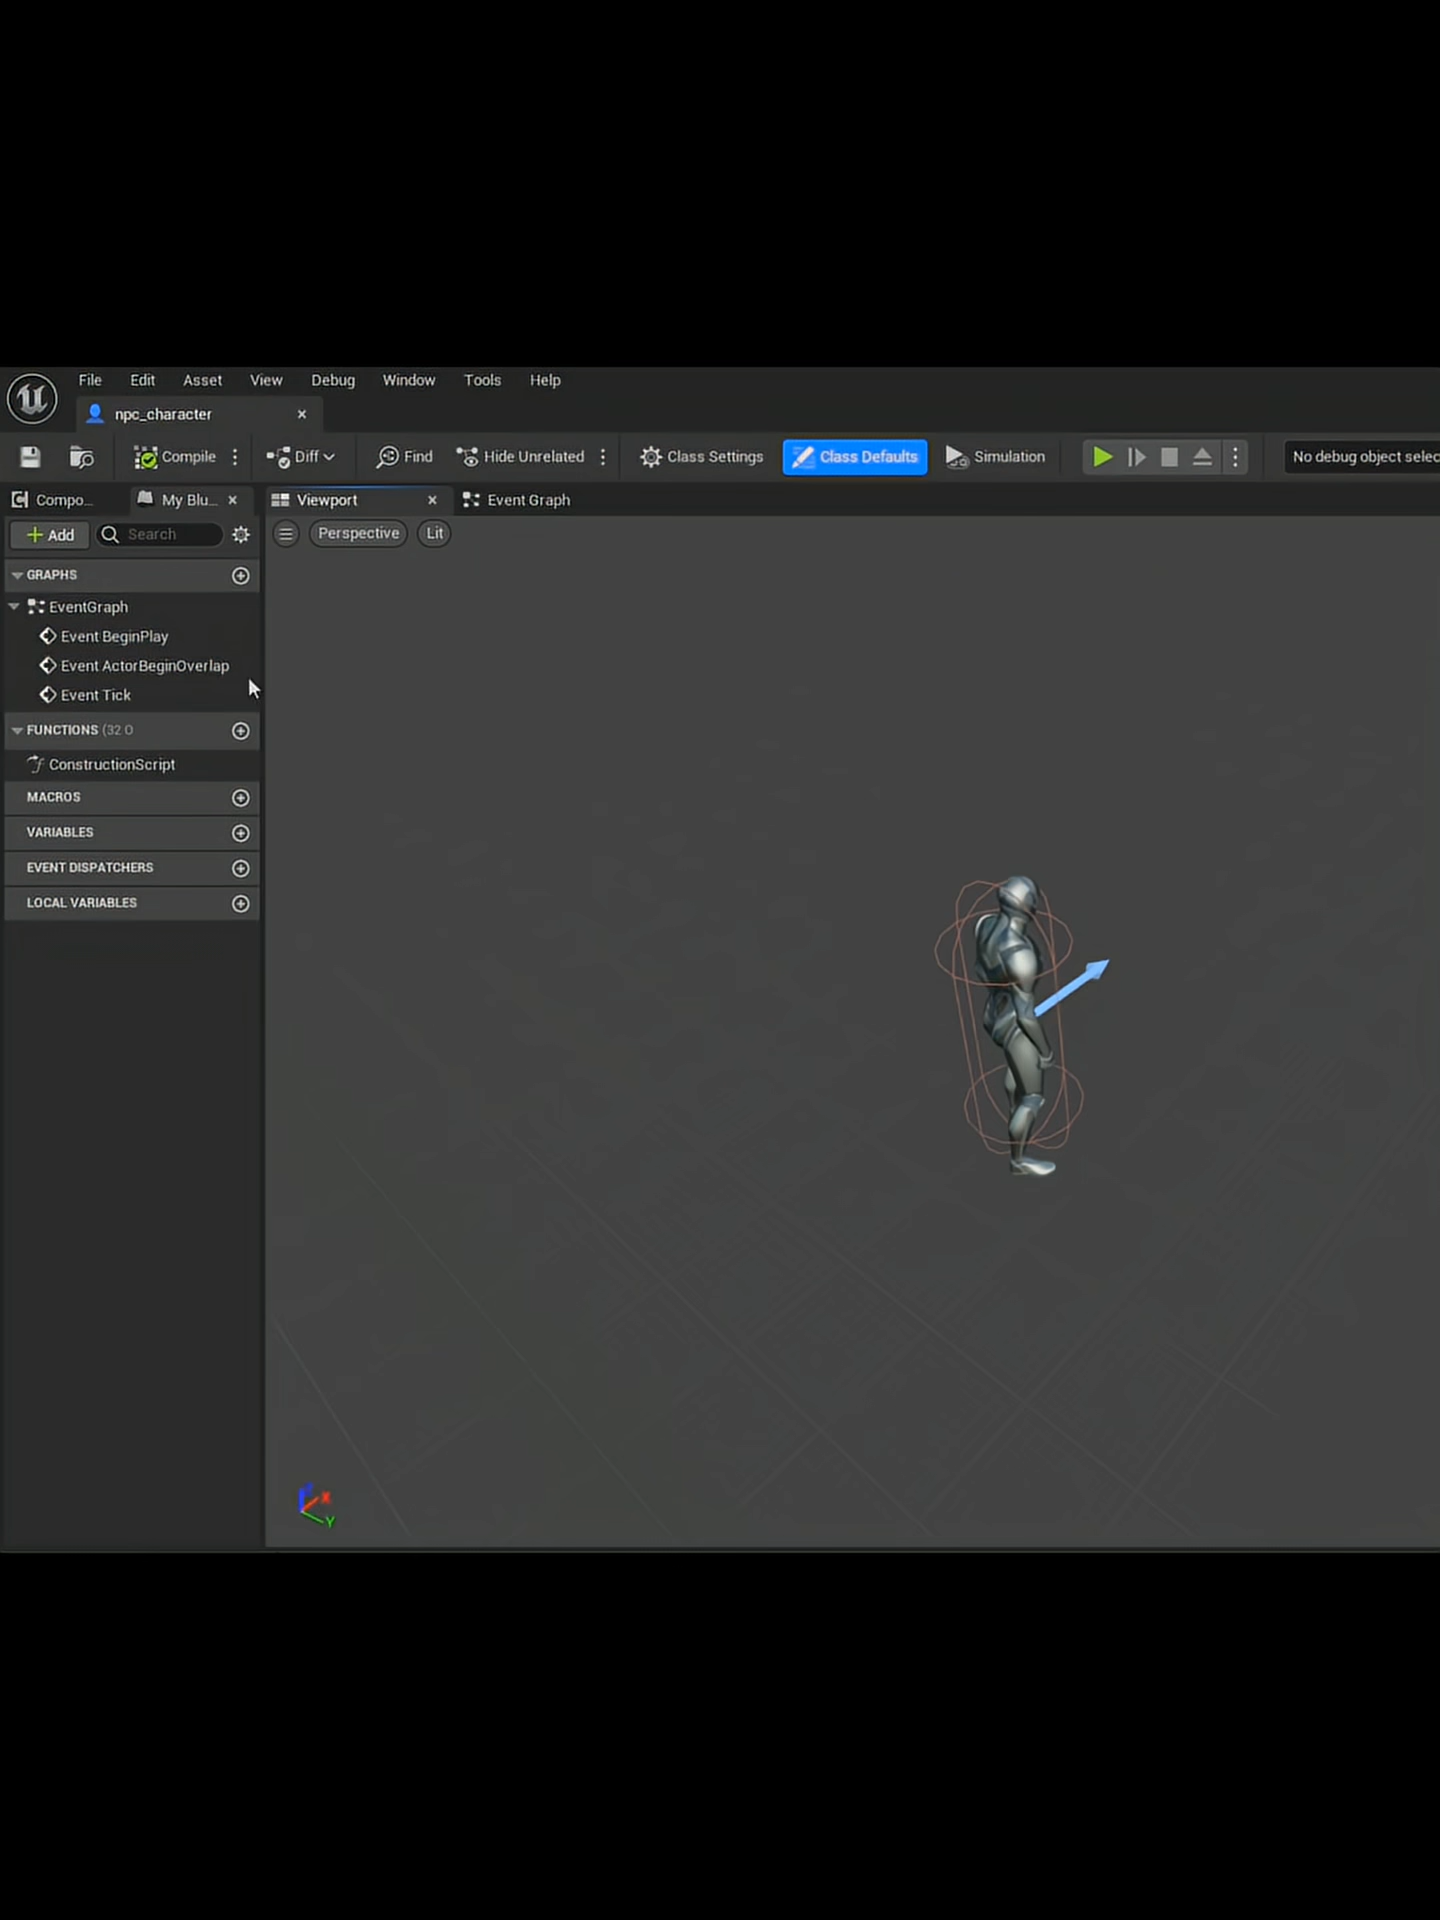 File Edit Asset View Debug Window Tools Help
npc_character
Compile Diff Find Hide Unrelated Class Settings Class Defaults Simulation No debug object selec
Compo... My Blu... Viewport Event Graph
Add Search Perspective Lit
GRAPHS
EventGraph
Event BeginPlay
Event ActorBeginOverlap
Event Tick
FUNCTIONS (32 O
ConstructionScript
MACROS
VARIABLES
EVENT DISPATCHERS
LOCAL VARIABLES
X
Y